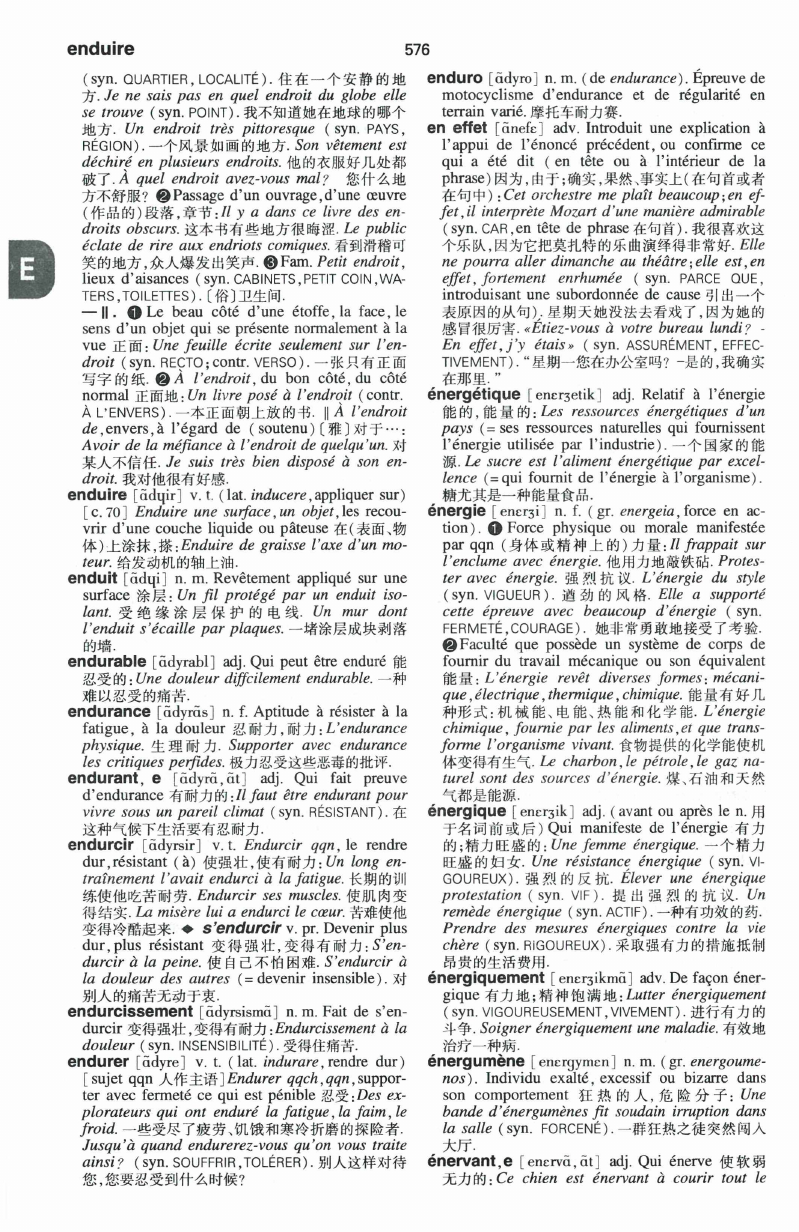 enduire
576
(syn. QUARTIER, LOCALITÉ). 住在一个安静的地
方. Je ne sais pas en quel endroit du globe elle
se trouve (syn. POINT). 我不知道她在地球的哪个
地方. Un endroit très pittoresque (syn. PAYS,
RÉGION). 一个风景如画的地方. Son vêtement est
déchiré en plusieurs endroits. 他的衣服好几处都
破了. À quel endroit avez-vous mal? 您什么地
方不舒服? ❷ Passage d'un ouvrage, d'une œuvre
(作品的)段落,章节: Il y a dans ce livre des en-
droits obscurs. 这本书有些地方很晦涩. Le public
éclate de rire aux endriots comiques. 看到滑稽可
笑的地方,众人爆发出笑声. ❸ Fam. Petit endroit,
lieux d'aisances (syn. CABINETS, PETIT COIN, WA-
TERS, TOILETTES). 〔俗〕卫生间.
— II. ❶ Le beau côté d'une étoffe, la face, le
sens d'un objet qui se présente normalement à la
vue 正面: Une feuille écrite seulement sur l'en-
droit (syn. RECTO; contr. VERSO). 一张只有正面
写字的纸. ❷ À l'endroit, du bon côté, du côté
normal 正面地: Un livre posé à l'endroit (contr.
À L'ENVERS). 一本正面朝上放的书. ‖ À l'endroit
de, envers, à l'égard de (soutenu) 〔雅〕对于…:
Avoir de la méfiance à l'endroit de quelqu'un. 对
某人不信任. Je suis très bien disposé à son en-
droit. 我对他很有好感.
enduire [ɑ̃dɥir] v. t. (lat. inducere, appliquer sur)
[c. 70] Enduire une surface, un objet, les recou-
vrir d'une couche liquide ou pâteuse 在(表面、物
体)上涂抹,搽: Enduire de graisse l'axe d'un mo-
teur. 给发动机的轴上油.
enduit [ɑ̃dɥi] n. m. Revêtement appliqué sur une
surface 涂层: Un fil protégé par un enduit iso-
lant. 受绝缘涂层保护的电线. Un mur dont
l'enduit s'écaille par plaques. 一堵涂层成块剥落
的墙.
endurable [ɑ̃dyrabl] adj. Qui peut être enduré 能
忍受的: Une douleur diffcilement endurable. 一种
难以忍受的痛苦.
endurance [ɑ̃dyrɑ̃s] n. f. Aptitude à résister à la
fatigue, à la douleur 忍耐力,耐力: L'endurance
physique. 生理耐力. Supporter avec endurance
les critiques perfides. 极力忍受这些恶毒的批评.
endurant, e [ɑ̃dyrɑ̃, ɑ̃t] adj. Qui fait preuve
d'endurance 有耐力的: Il faut être endurant pour
vivre sous un pareil climat (syn. RÉSISTANT). 在
这种气候下生活要有忍耐力.
endurcir [ɑ̃dyrsir] v. t. Endurcir qqn, le rendre
dur, résistant (à) 使强壮,使有耐力: Un long en-
traînement l'avait endurci à la fatigue. 长期的训
练使他吃苦耐劳. Endurcir ses muscles. 使肌肉变
得结实. La misère lui a endurci le cœur. 苦难使他
变得冷酷起来. ◆ s'endurcir v. pr. Devenir plus
dur, plus résistant 变得强壮,变得有耐力: S'en-
durcir à la peine. 使自己不怕困难. S'endurcir à
la douleur des autres (= devenir insensible). 对
别人的痛苦无动于衷.
endurcissement [ɑ̃dyrsismɑ̃] n. m. Fait de s'en-
durcir 变得强壮,变得有耐力: Endurcissement à la
douleur (syn. INSENSIBILITÉ). 受得住痛苦.
endurer [ɑ̃dyre] v. t. (lat. indurare, rendre dur)
[sujet qqn 人作主语] Endurer qqch, qqn, suppor-
ter avec fermeté ce qui est pénible 忍受: Des ex-
plorateurs qui ont enduré la fatigue, la faim, le
froid. 一些受尽了疲劳、饥饿和寒冷折磨的探险者.
Jusqu'à quand endurerez-vous qu'on vous traite
ainsi? (syn. SOUFFRIR, TOLÉRER). 别人这样对待
您,您要忍受到什么时候?
E
enduro [ɑ̃dyro] n. m. (de endurance). Épreuve de
motocyclisme d'endurance et de régularité en
terrain varié. 摩托车耐力赛.
en effet [ɑ̃nefɛ] adv. Introduit une explication à
l'appui de l'énoncé précédent, ou confirme ce
qui a été dit (en tête ou à l'intérieur de la
phrase) 因为,由于;确实,果然、事实上(在句首或者
在句中): Cet orchestre me plaît beaucoup; en ef-
fet, il interprète Mozart d'une manière admirable
(syn. CAR, en tête de phrase 在句首). 我很喜欢这
个乐队,因为它把莫扎特的乐曲演绎得非常好. Elle
ne pourra aller dimanche au théâtre; elle est, en
effet, fortement enrhumée (syn. PARCE QUE,
introduisant une subordonnée de cause 引出一个
表原因的从句). 星期天她没法去看戏了,因为她的
感冒很厉害. «Étiez-vous à votre bureau lundi? -
En effet, j'y étais» (syn. ASSURÉMENT, EFFEC-
TIVEMENT). “星期一您在办公室吗? -是的,我确实
在那里.”
énergétique [enɛrʒetik] adj. Relatif à l'énergie
能的,能量的: Les ressources énergétiques d'un
pays (= ses ressources naturelles qui fournissent
l'énergie utilisée par l'industrie). 一个国家的能
源. Le sucre est l'aliment énergétique par excel-
lence (= qui fournit de l'énergie à l'organisme).
糖尤其是一种能量食品.
énergie [enɛrʒi] n. f. (gr. energeia, force en ac-
tion). ❶ Force physique ou morale manifestée
par qqn (身体或精神上的)力量: Il frappait sur
l'enclume avec énergie. 他用力地敲铁砧. Protes-
ter avec énergie. 强烈抗议. L'énergie du style
(syn. VIGUEUR). 遒劲的风格. Elle a supporté
cette épreuve avec beaucoup d'énergie (syn.
FERMETÉ, COURAGE). 她非常勇敢地接受了考验.
❷ Faculté que possède un système de corps de
fournir du travail mécanique ou son équivalent
能量: L'énergie revêt diverses formes: mécani-
que, électrique, thermique, chimique. 能量有好几
种形式:机械能、电能、热能和化学能. L'énergie
chimique, fournie par les aliments, et que trans-
forme l'organisme vivant. 食物提供的化学能使机
体变得有生气. Le charbon, le pétrole, le gaz na-
turel sont des sources d'énergie. 煤、石油和天然
气都是能源.
énergique [enɛrʒik] adj. (avant ou après le n. 用
于名词前或后) Qui manifeste de l'énergie 有力
的;精力旺盛的: Une femme énergique. 一个精力
旺盛的妇女. Une résistance énergique (syn. VI-
GOUREUX). 强烈的反抗. Élever une énergique
protestation (syn. VIF). 提出强烈的抗议. Un
remède énergique (syn. ACTIF). 一种有功效的药.
Prendre des mesures énergiques contre la vie
chère (syn. RIGOUREUX). 采取强有力的措施抵制
昂贵的生活费用.
énergiquement [enɛrʒikmɑ̃] adv. De façon éner-
gique 有力地;精神饱满地: Lutter énergiquement
(syn. VIGOUREUSEMENT, VIVEMENT). 进行有力的
斗争. Soigner énergiquement une maladie. 有效地
治疗一种病.
énergumène [enɛrgymɛn] n. m. (gr. energoume-
nos). Individu exalté, excessif ou bizarre dans
son comportement 狂热的人,危险分子: Une
bande d'énergumènes fit soudain irruption dans
la salle (syn. FORCENÉ). 一群狂热之徒突然闯入
大厅.
énervant, e [enɛrvɑ̃, ɑ̃t] adj. Qui énerve 使软弱
无力的: Ce chien est énervant à courir tout le